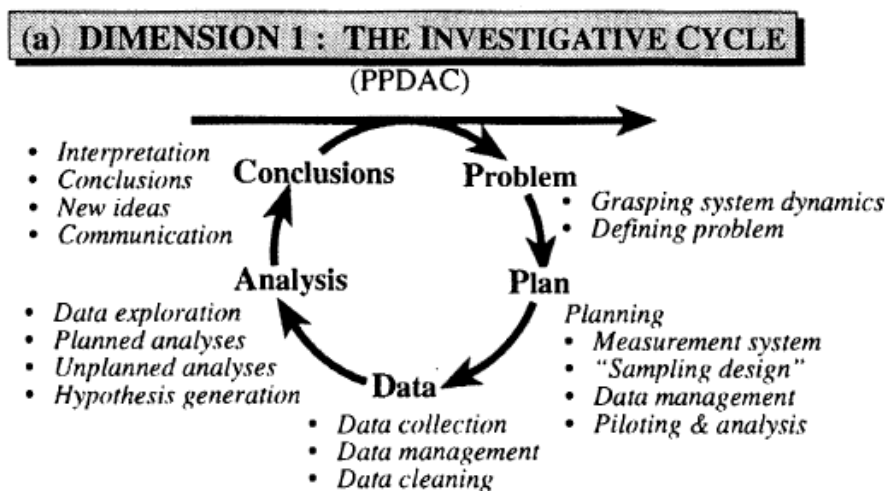 (a) DIMENSION 1 : THE INVESTIGATIVE CYCLE
(PPDAC)
• Interpretation
• Conclusions
• New ideas
• Communication
Conclusions
Problem
• Grasping system dynamics
• Defining problem
Analysis
Plan
• Data exploration
• Planned analyses
• Unplanned analyses
• Hypothesis generation
Planning
• Measurement system
• “Sampling design”
• Data management
• Piloting & analysis
Data
• Data collection
• Data management
• Data cleaning